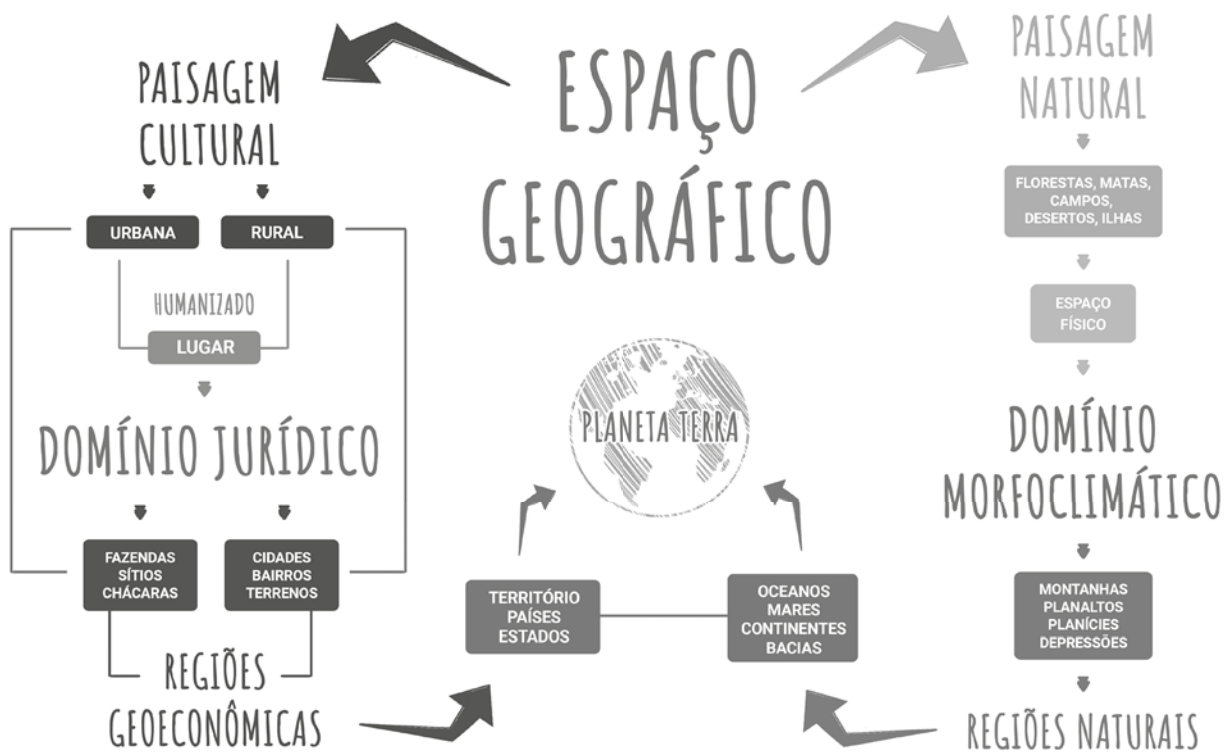 ESPAÇO
GEOGRÁFICO
PAISAGEM
CULTURAL
URBANA
RURAL
HUMANIZADO
LUGAR
DOMÍNIO JURÍDICO
FAZENDAS
SÍTIOS
CHÁCARAS
CIDADES
BAIRROS
TERRENOS
REGIÕES
GEOECONÔMICAS
PLANETA TERRA
TERRITÓRIO
PAÍSES
ESTADOS
OCEANOS
MARES
CONTINENTES
BACIAS
PAISAGEM
NATURAL
FLORESTAS, MATAS,
CAMPOS,
DESERTOS, ILHAS
ESPAÇO
FÍSICO
DOMÍNIO
MORFOCLIMÁTICO
MONTANHAS
PLANALTOS
PLANÍCIES
DEPRESSÕES
REGIÕES NATURAIS